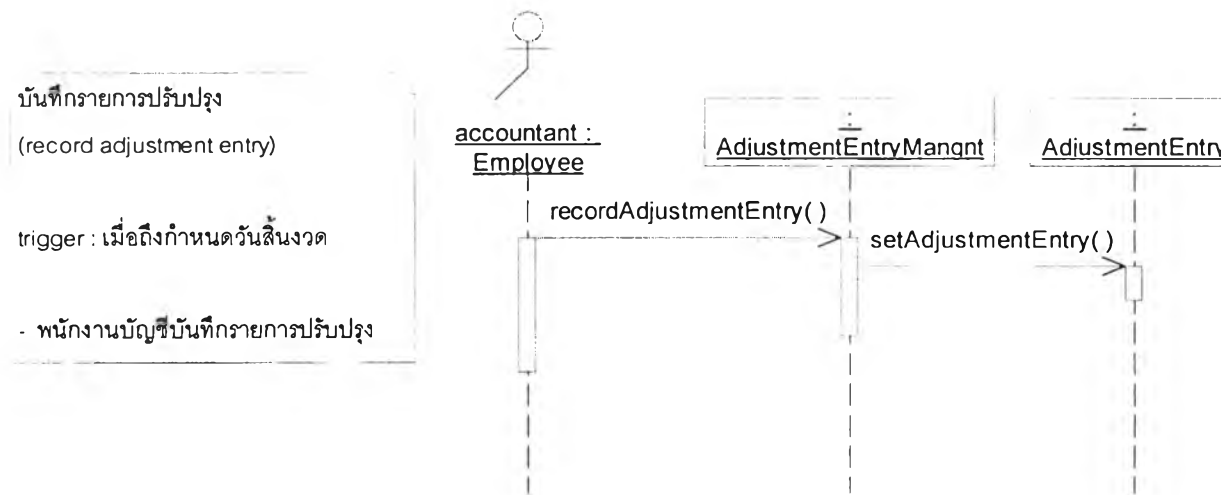 บันทึกรายการปรับปรุง
(record adjustment entry)
trigger : เมื่อถึงกำหนดวันสิ้นงวด
- พนักงานบัญชีบันทึกรายการปรับปรุง
accountant :
Employee
:
AdjustmentEntryMangnt
:
AdjustmentEntry
recordAdjustmentEntry( )
setAdjustmentEntry( )